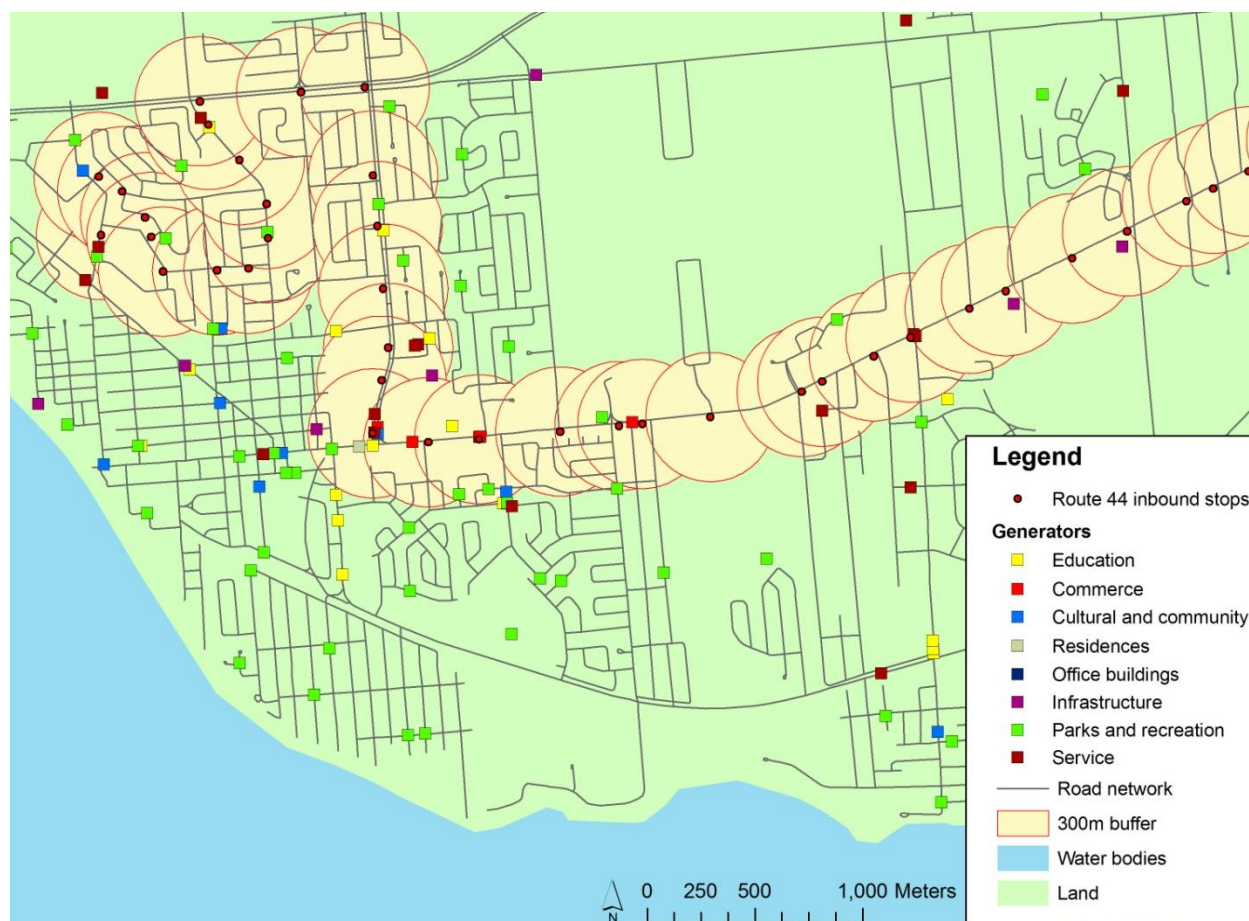 Legend
Route 44 inbound stops
Generators
Education
Commerce
Cultural and community
Residences
Office buildings
Infrastructure
Parks and recreation
Service
Road network
300m buffer
Water bodies
Land
N
0 250 500 1,000 Meters